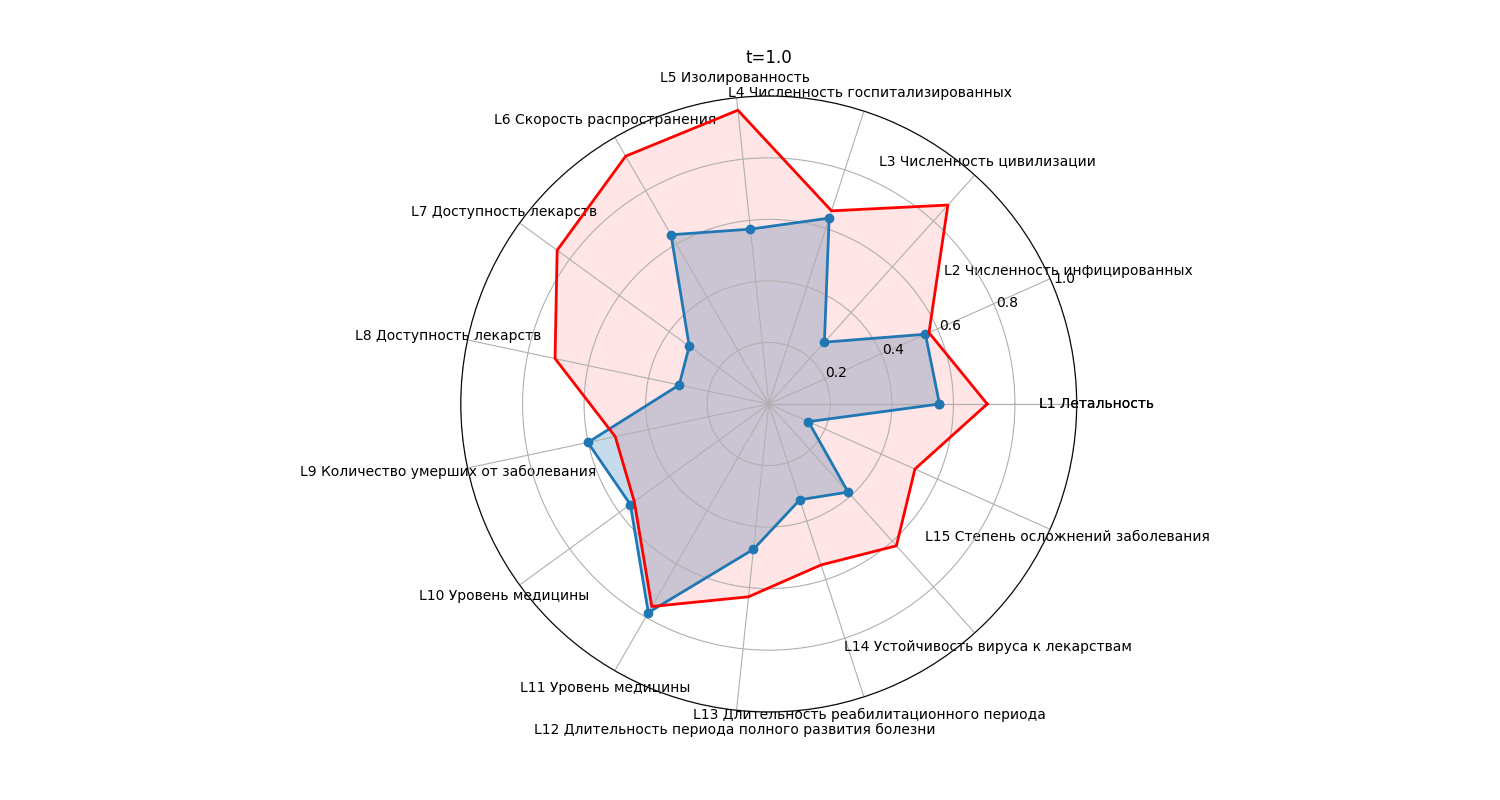 t=1.0
L5 Изолированность
L4 Численность госпитализированных
L6 Скорость распространения
L3 Численность цивилизации
L7 Доступность лекарств
L2 Численность инфицированных
1.0
0.8
0.6
L8 Доступность лекарств
0.4
0.2
L1 Летальность
L9 Количество умерших от заболевания
L15 Степень осложнений заболевания
L10 Уровень медицины
L14 Устойчивость вируса к лекарствам
L11 Уровень медицины
L13 Длительность реабилитационного периода
L12 Длительность периода полного развития болезни